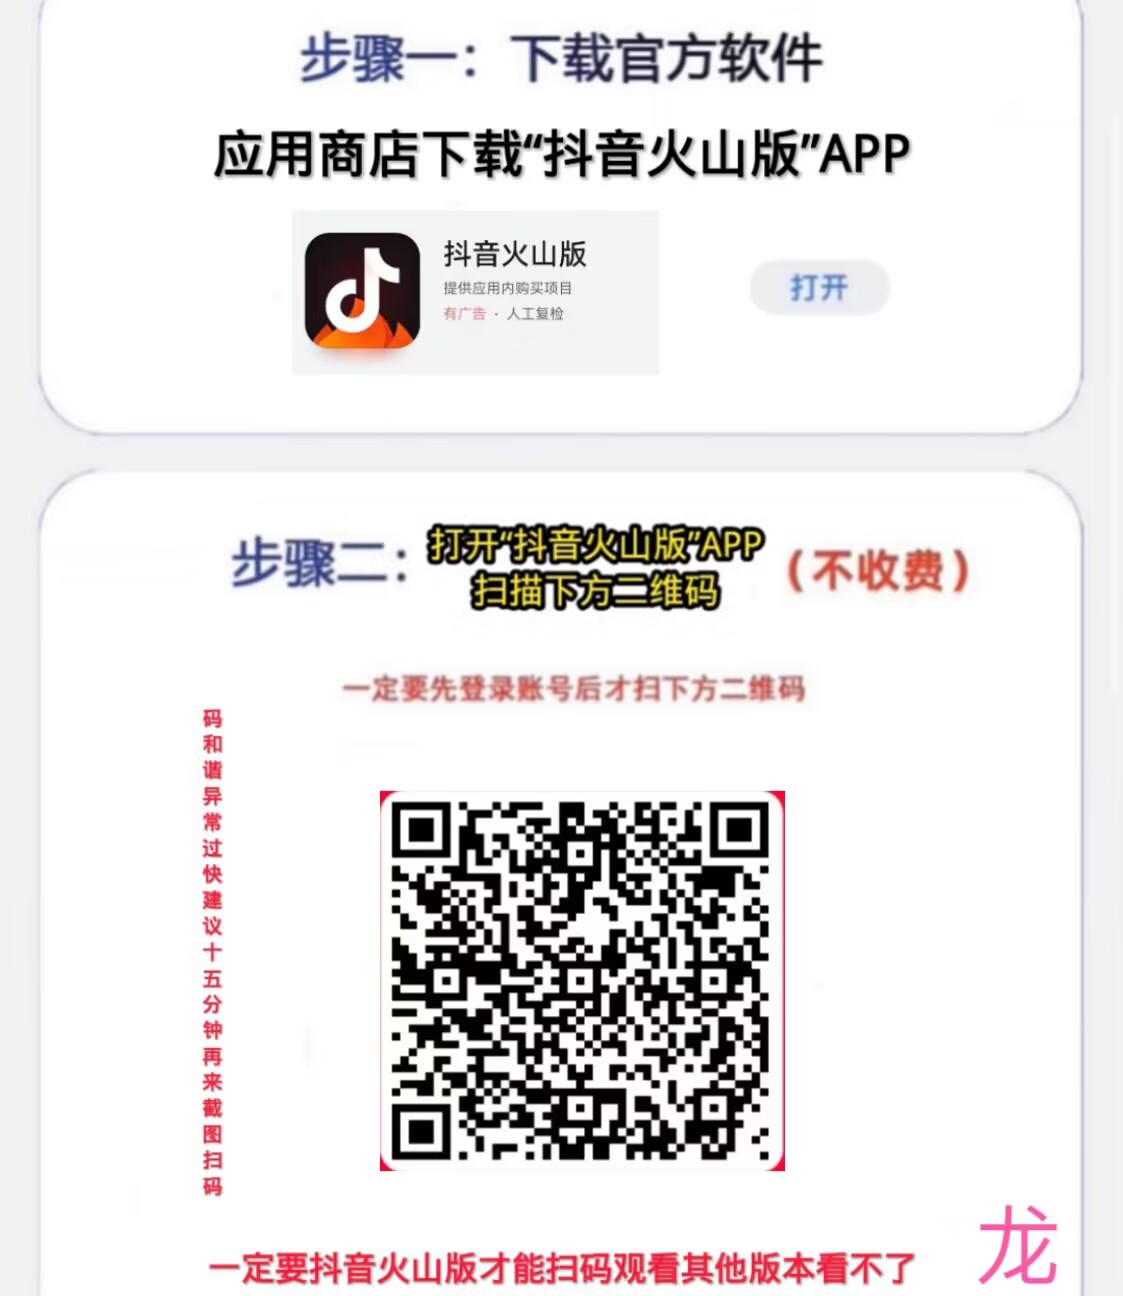 步骤一：下载官方软件
应用商店下载“抖音火山版”APP
抖音火山版
提供应用内购买项目
有广告 · 人工复检
打开
步骤二：
打开“抖音火山版”APP
扫描下方二维码
（不收费）
一定要先登录账号后才扫下方二维码
码和谐异常过快建议十五分钟再来截图扫码
一定要抖音火山版才能扫码观看其他版本看不了
龙